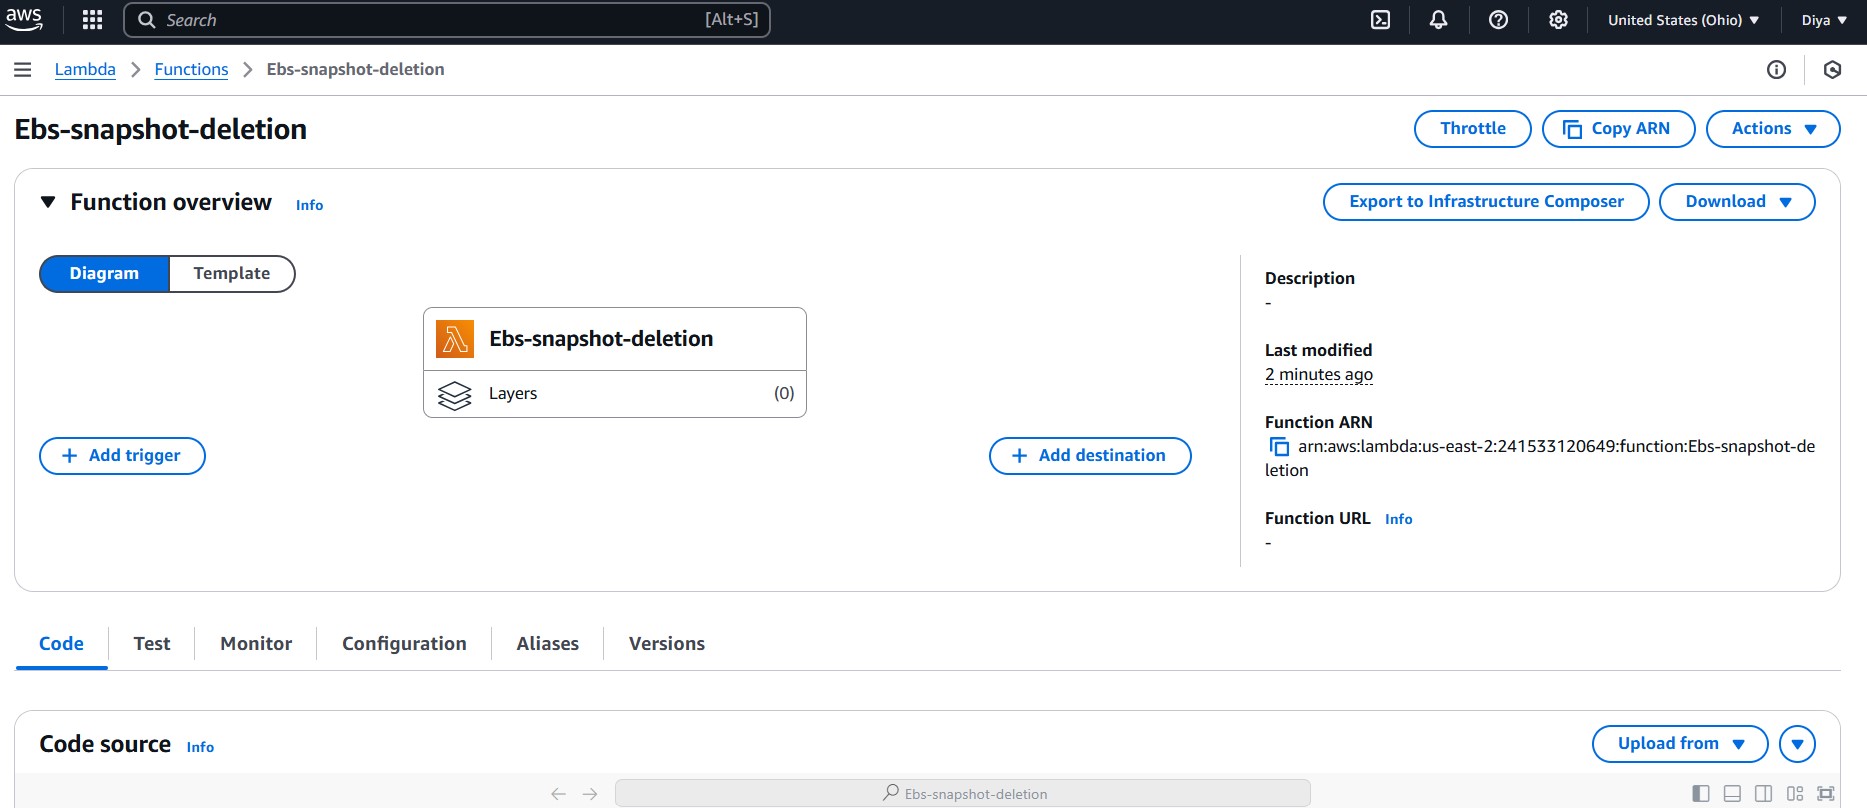 aws
Search [Alt+S]
United States (Ohio)
Diya
Lambda
Functions
Ebs-snapshot-deletion
Ebs-snapshot-deletion
Throttle
Copy ARN
Actions
Function overview Info
Export to Infrastructure Composer
Download
Diagram
Template
Ebs-snapshot-deletion
Layers (0)
+ Add trigger
+ Add destination
Description
-
Last modified
2 minutes ago
Function ARN
arn:aws:lambda:us-east-2:241533120649:function:Ebs-snapshot-de
letion
Function URL Info
-
Code
Test
Monitor
Configuration
Aliases
Versions
Code source Info
Upload from
Ebs-snapshot-deletion